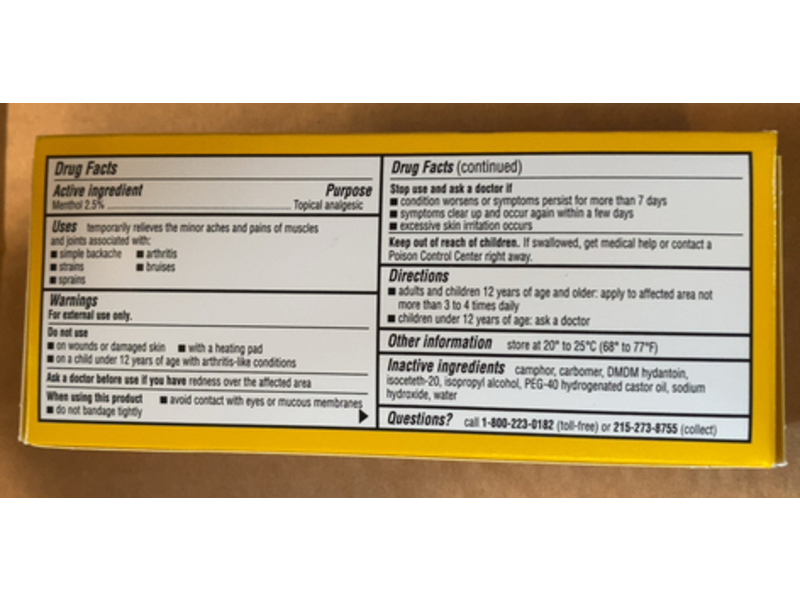 Drug Facts
Active ingredient Purpose
Menthol 2.5% Topical analgesic
Uses temporarily relieves the minor aches and pains of muscles
and joints associated with:
■ simple backache ■ arthritis
■ strains ■ bruises
■ sprains
Warnings
For external use only.
Do not use
■ on wounds or damaged skin ■ with a heating pad
■ on a child under 12 years of age with arthritis-like conditions
Ask a doctor before use if you have redness over the affected area
When using this product ■ avoid contact with eyes or mucous membranes
■ do not bandage tightly
Drug Facts (continued)
Stop use and ask a doctor if
■ condition worsens or symptoms persist for more than 7 days
■ symptoms clear up and occur again within a few days
■ excessive skin irritation occurs
Keep out of reach of children. If swallowed, get medical help or contact a
Poison Control Center right away.
Directions
■ adults and children 12 years of age and older: apply to affected area not
more than 3 to 4 times daily
■ children under 12 years of age: ask a doctor
Other information store at 20° to 25°C (68° to 77°F)
Inactive ingredients camphor, carbomer, DMDM hydantoin,
isoceteth-20, isopropyl alcohol, PEG-40 hydrogenated castor oil, sodium
hydroxide, water
Questions? call 1-800-223-0182 (toll-free) or 215-273-8755 (collect)